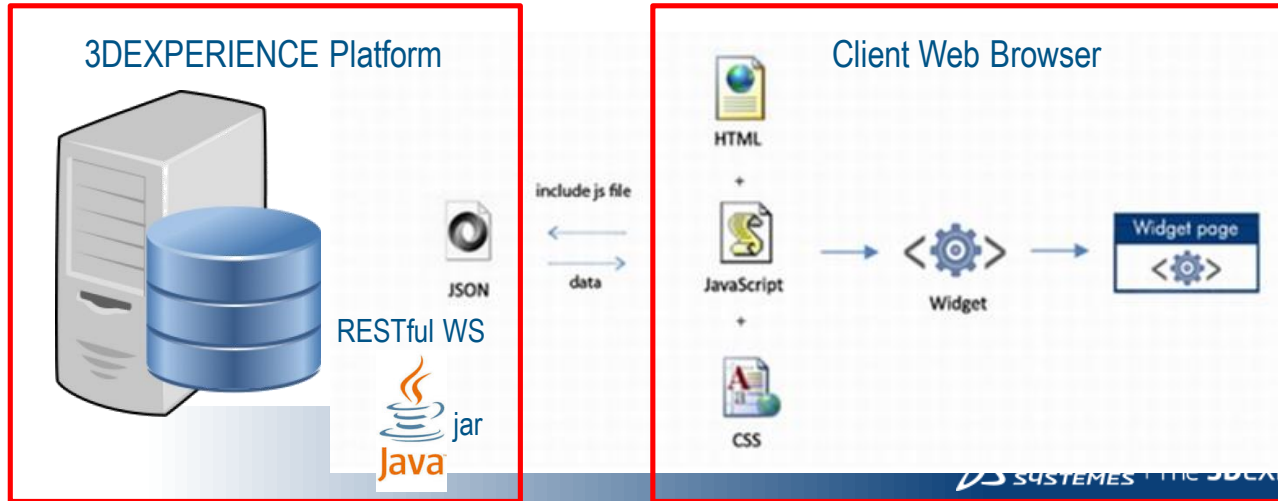 3DEXPERIENCE Platform
Client Web Browser
HTML
+
include js file
JSON
data
JavaScript
Widget
Widget page
+
RESTful WS
CSS
jar
Java
SYSTEMES